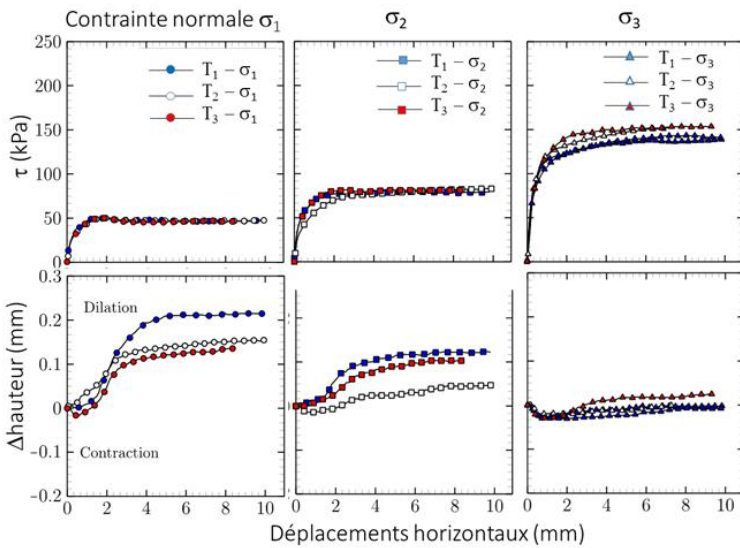 Contrainte normale σ1
σ2
σ3
250
200
150
100
50
0
τ (kPa)
T1 – σ1
T2 – σ1
T3 – σ1
T1 – σ2
T2 – σ2
T3 – σ2
T1 – σ3
T2 – σ3
T3 – σ3
0.3
0.2
0.1
0
-0.1
-0.2
Δhauteur (mm)
Dilation
Contraction
0 2 4 6 8 10
0 2 4 6 8 10
0 2 4 6 8 10
Déplacements horizontaux (mm)